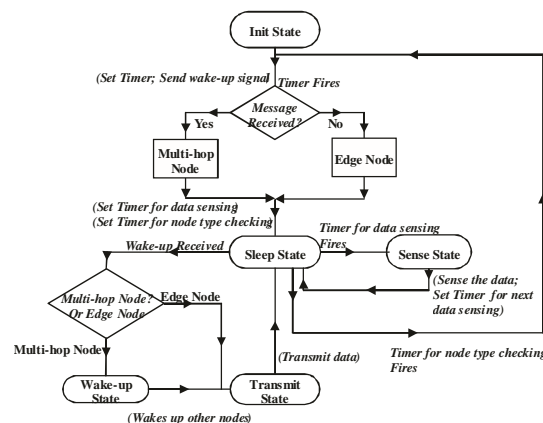 Init State
(Set Timer; Send wake-up signal)
Timer Fires
Message
Received?
Yes
No
Multi-hop
Node
Edge Node
(Set Timer for data sensing)
(Set Timer for node type checking)
Wake-up Received
Sleep State
Timer for data sensing
Fires
Sense State
(Sense the data;
Set Timer for next
data sensing)
Multi-hop Node?
Or Edge Node
Edge Node
Multi-hop Node
(Transmit data)
Timer for node type checking
Fires
Wake-up
State
Transmit
State
(Wakes up other nodes)